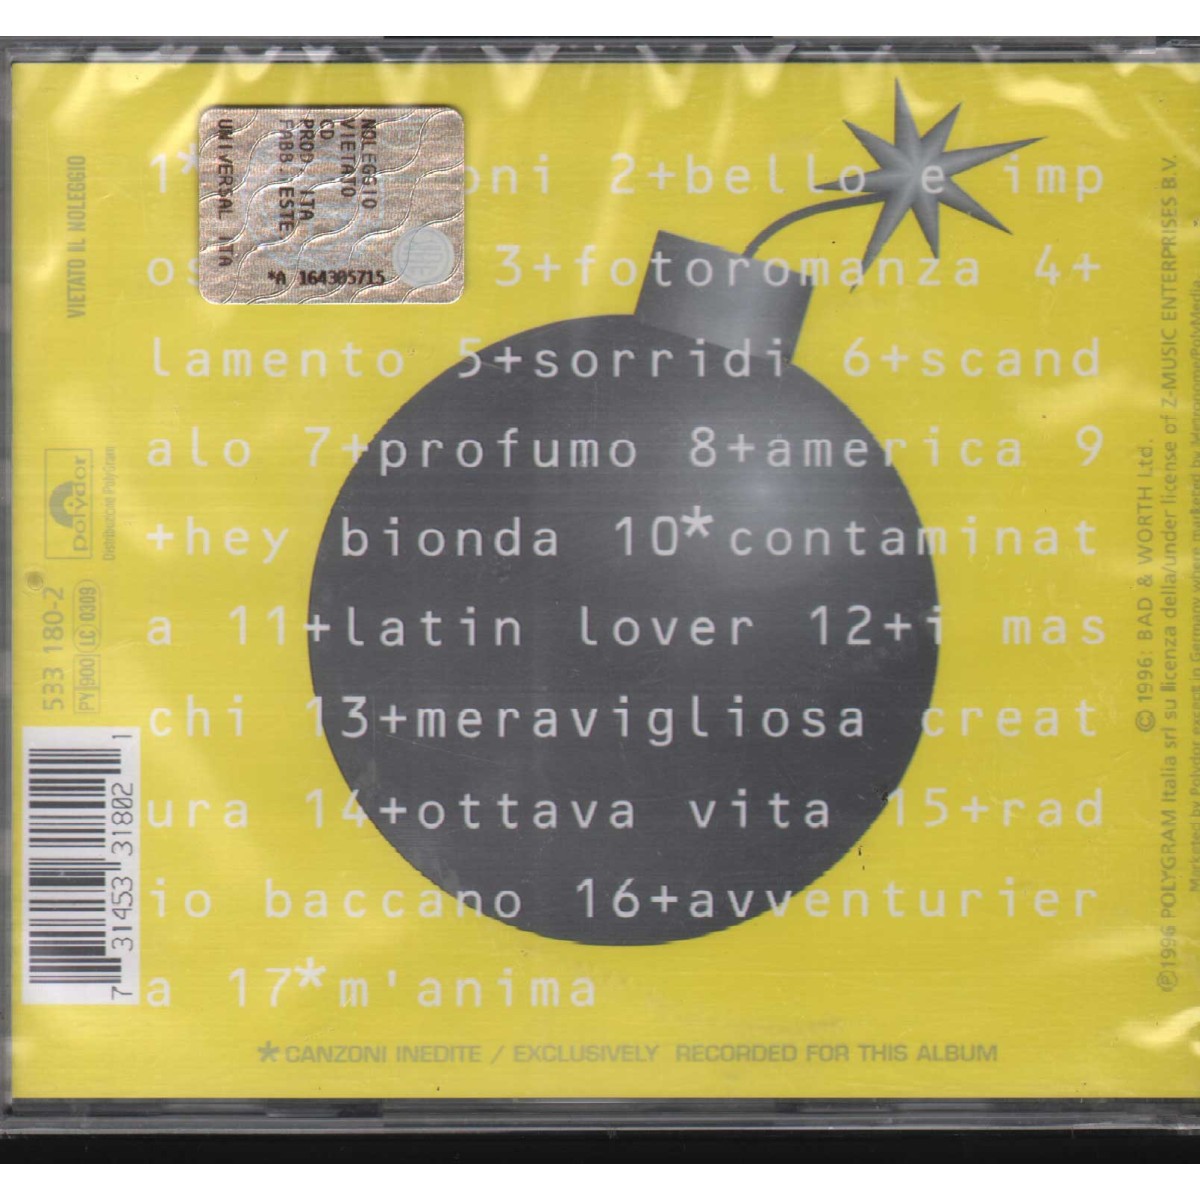 1* oni 2+bello e imp
os 3+fotoromanza 4+
lamento 5+sorridi 6+scand
alo 7+profumo 8+america 9
+hey bionda 10*contaminat
a 11+latin lover 12+i mas
chi 13+meravigliosa creat
ura 14+ottava vita 15+rad
io baccano 16+avventurier
a 17*m'anima
*CANZONI INEDITE / EXCLUSIVELY RECORDED FOR THIS ALBUM
NOLEGGIO
VIETATO
CD
PROD. ITA
FABB. ESTE
UNIVERSAL ITA
*A 164305715
VIETATO IL NOLEGGIO
polydor
Distribuzione PolyGram
533 180-2
PY 900 LC 0309
7 31453 31802 1
©1996: BAD & WORTH Ltd.
℗1996 POLYGRAM Italia srl su licenza della/under license of Z-MUSIC ENTERPRISES B.V.